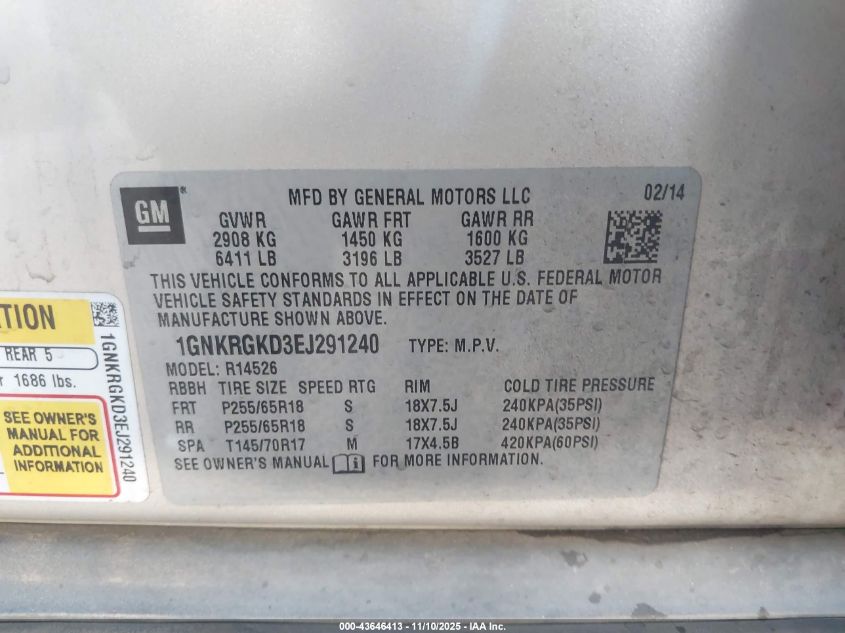 GM ®
MFD BY GENERAL MOTORS LLC 02/14
GVWR GAWR FRT GAWR RR
2908 KG 1450 KG 1600 KG
6411 LB 3196 LB 3527 LB
THIS VEHICLE CONFORMS TO ALL APPLICABLE U.S. FEDERAL MOTOR
VEHICLE SAFETY STANDARDS IN EFFECT ON THE DATE OF
MANUFACTURE SHOWN ABOVE.
1GNKRGKD3EJ291240 TYPE: M.P.V.
MODEL: R14526
RBBH TIRE SIZE SPEED RTG RIM COLD TIRE PRESSURE
FRT P255/65R18 S 18X7.5J 240KPA(35PSI)
RR P255/65R18 S 18X7.5J 240KPA(35PSI)
SPA T145/70R17 M 17X4.5B 420KPA(60PSI)
SEE OWNER'S MANUAL i FOR MORE INFORMATION.
REAR 5
1686 lbs.
SEE OWNER'S
MANUAL FOR
ADDITIONAL
INFORMATION
1GNKRGKD3EJ291240
000-43646413 - 11/10/2025 - IAA Inc.